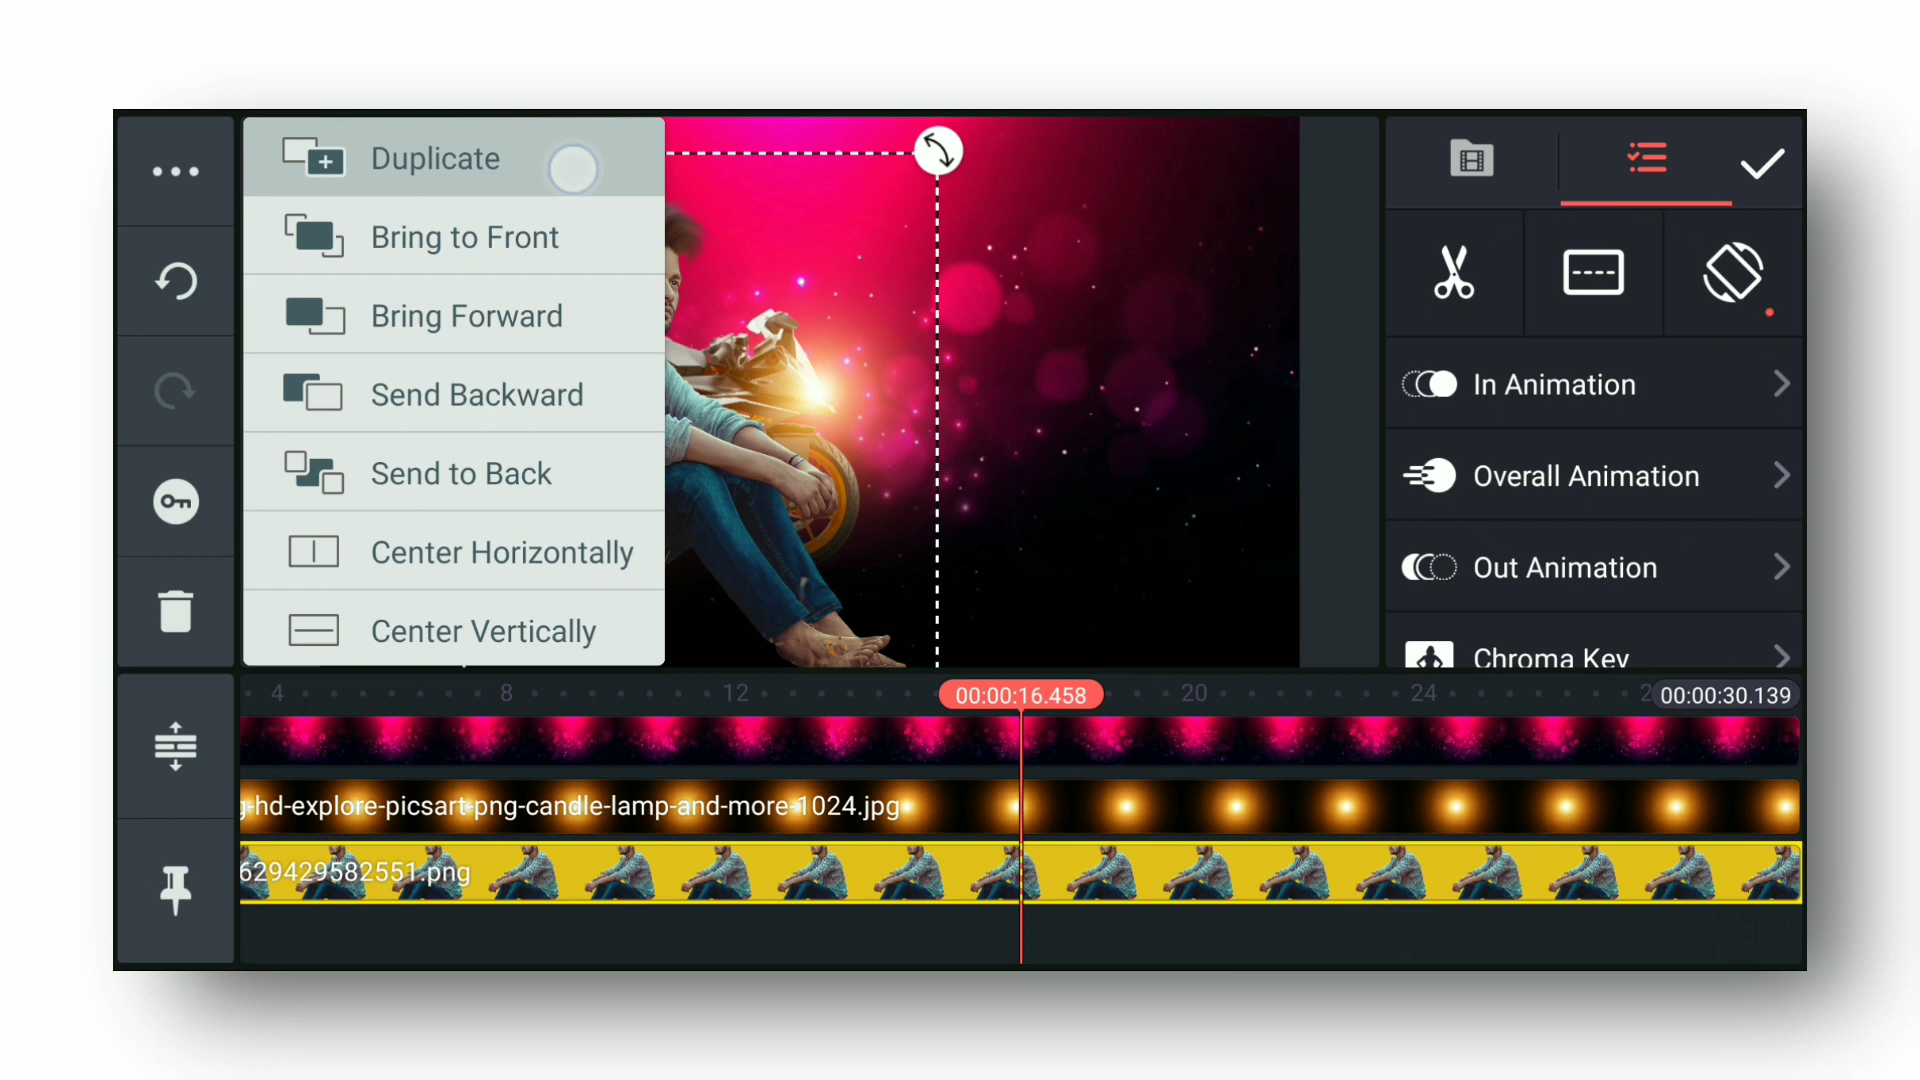 Duplicate
Bring to Front
Bring Forward
Send Backward
Send to Back
Center Horizontally
Center Vertically
In Animation
Overall Animation
Out Animation
Chroma Key
4 8 12 00:00:16.458 20 24 2 00:00:30.139
g-hd-explore-picsart-png-candle-lamp-and-more-1024.jpg
629429582551.png